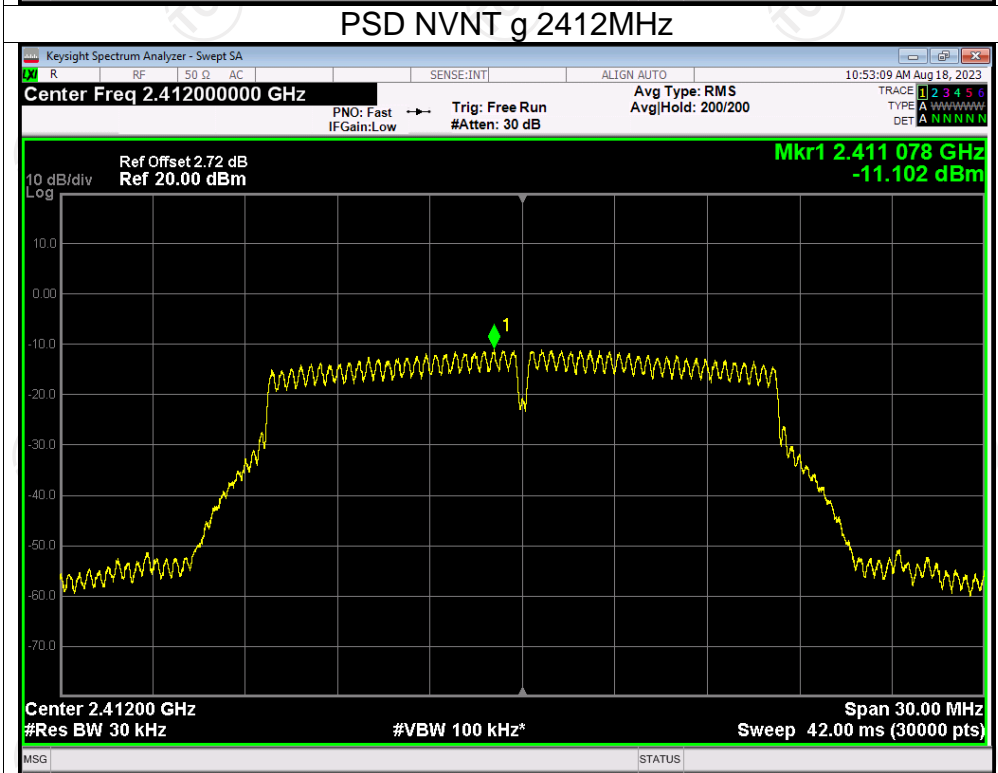 PSD NVNT g 2412MHz
Keysight Spectrum Analyzer - Swept SA
LXI R RF 50 Ω AC SENSE:INT ALIGN AUTO 10:53:09 AM Aug 18, 2023
Center Freq 2.412000000 GHz
PNO: Fast
IFGain:Low
Trig: Free Run
#Atten: 30 dB
Avg Type: RMS
Avg|Hold: 200/200
TRACE 1 2 3 4 5 6
TYPE A WWWWW
DET A N N N N N
Ref Offset 2.72 dB
10 dB/div Ref 20.00 dBm
Log
Mkr1 2.411 078 GHz
-11.102 dBm
1
10.0
0.00
-10.0
-20.0
-30.0
-40.0
-50.0
-60.0
-70.0
Center 2.41200 GHz Span 30.00 MHz
#Res BW 30 kHz #VBW 100 kHz* Sweep 42.00 ms (30000 pts)
MSG STATUS